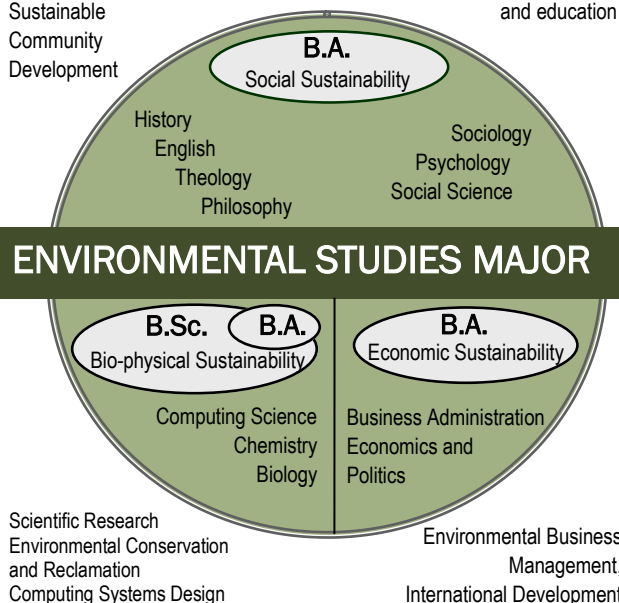 Sustainable
Community
Development
and education
B.A.
Social Sustainability
History
English
Theology
Philosophy
Sociology
Psychology
Social Science
ENVIRONMENTAL STUDIES MAJOR
B.Sc.
B.A.
Bio-physical Sustainability
B.A.
Economic Sustainability
Computing Science
Chemistry
Biology
Business Administration
Economics and
Politics
Scientific Research
Environmental Conservation
and Reclamation
Computing Systems Design
Environmental Business
Management,
International Development